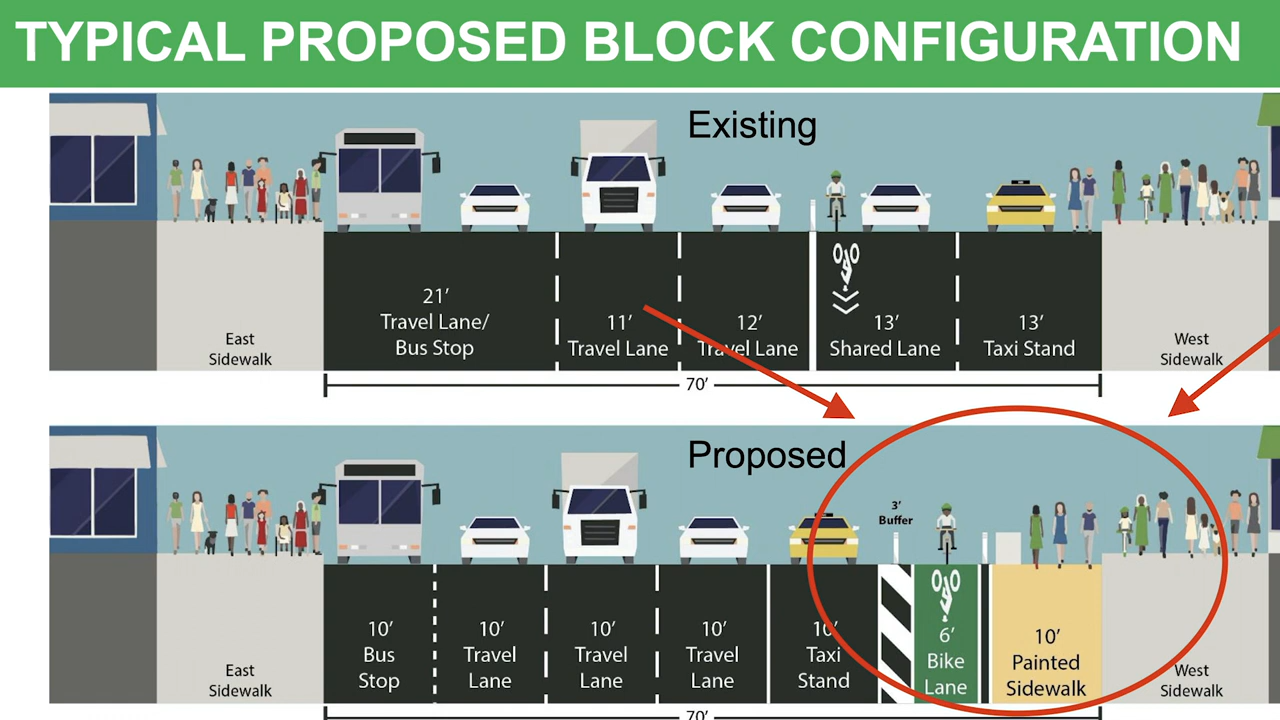 TYPICAL PROPOSED BLOCK CONFIGURATION
Existing
East
Sidewalk
21’
Travel Lane/
Bus Stop
11’
Travel Lane
12’
Travel Lane
13’
Shared Lane
13’
Taxi Stand
West
Sidewalk
70’
Proposed
3’
Buffer
East
Sidewalk
10’
Bus
Stop
10’
Travel
Lane
10’
Travel
Lane
10’
Travel
Lane
10’
Taxi
Stand
6’
Bike
Lane
10’
Painted
Sidewalk
West
Sidewalk
70’